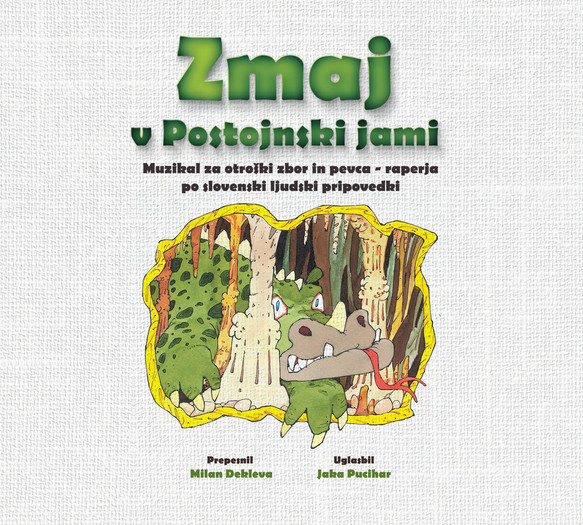 Zmaj
v Postojnski jami
Muzikal za otroški zbor in pevca - raperja
po slovenski ljudski pripovedki
Prepesnil
Milan Dekleva
Uglasbil
Jaka Pucihar